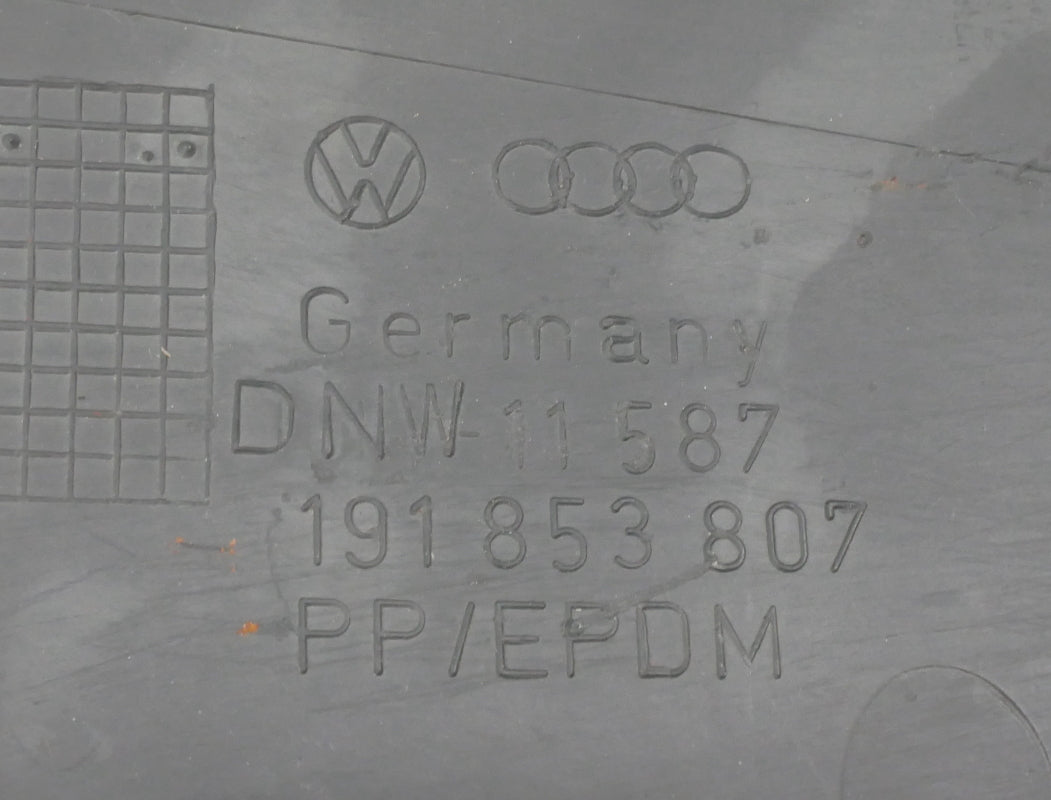 Germany
DNW-11 587
191 853 807
PP/EPDM